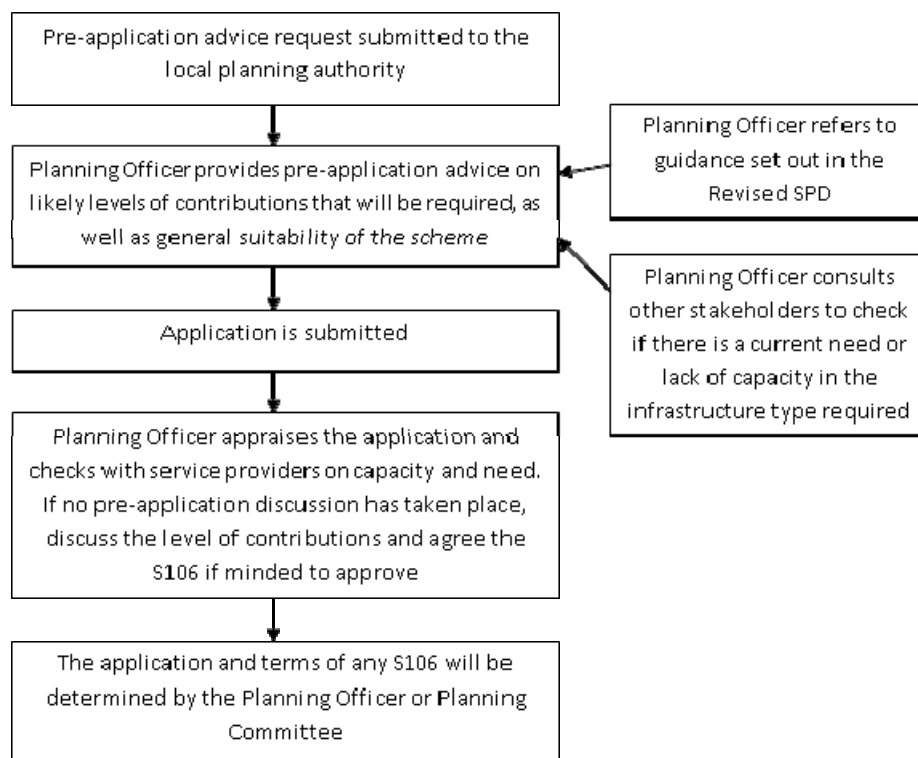 Pre-application advice request submitted to the
local planning authority
Planning Officer provides pre-application advice on
likely levels of contributions that will be required, as
well as general suitability of the scheme
Planning Officer refers to
guidance set out in the
Revised SPD
Planning Officer consults
other stakeholders to check
if there is a current need or
lack of capacity in the
infrastructure type required
Application is submitted
Planning Officer appraises the application and
checks with service providers on capacity and need.
If no pre-application discussion has taken place,
discuss the level of contributions and agree the
S106 if minded to approve
The application and terms of any S106 will be
determined by the Planning Officer or Planning
Committee